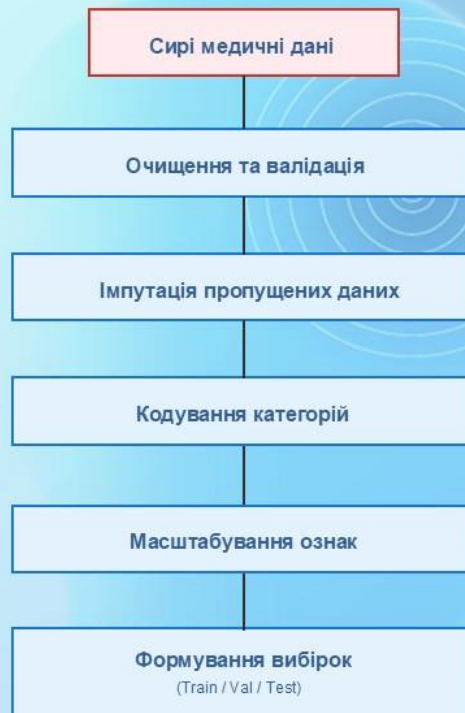 Сирі медичні дані
Очищення та валідація
Імпутація пропущених даних
Кодування категорій
Масштабування ознак
Формування вибірок
(Train / Val / Test)